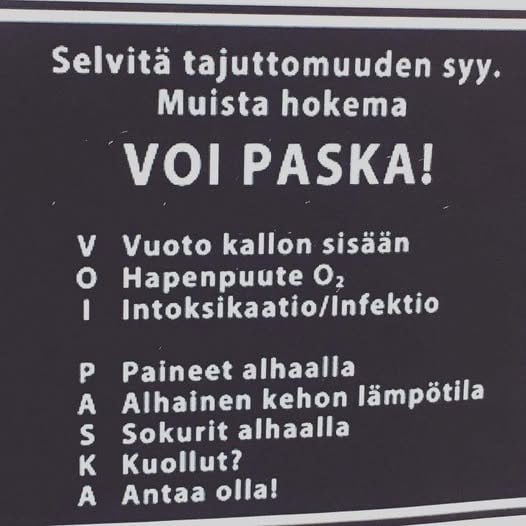 Selvitä tajuttomuuden syy.
Muista hokema
VOI PASKA!
V Vuoto kallon sisään
O Hapenpuute O₂
I Intoksikaatio/Infektio
P Paineet alhaalla
A Alhainen kehon lämpötila
S Sokurit alhaalla
K Kuollut?
A Antaa olla!